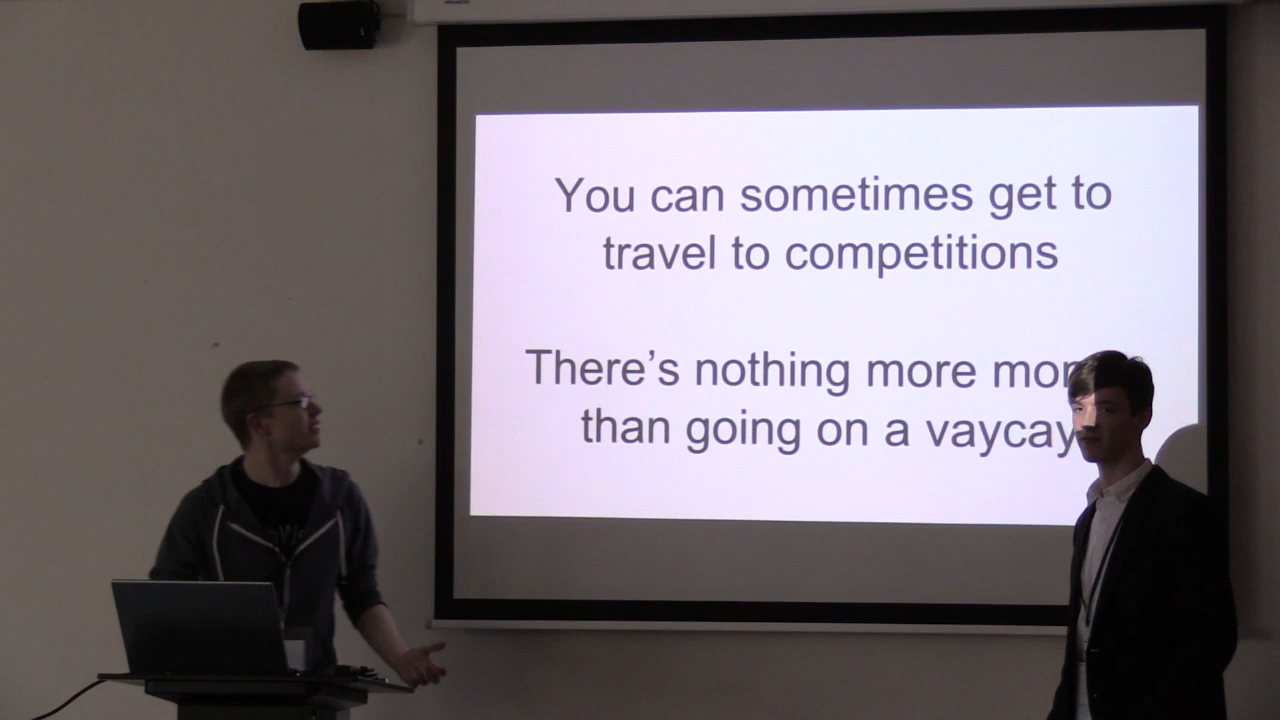 You can sometimes get to
travel to competitions
There's nothing more
than going on a vaycay